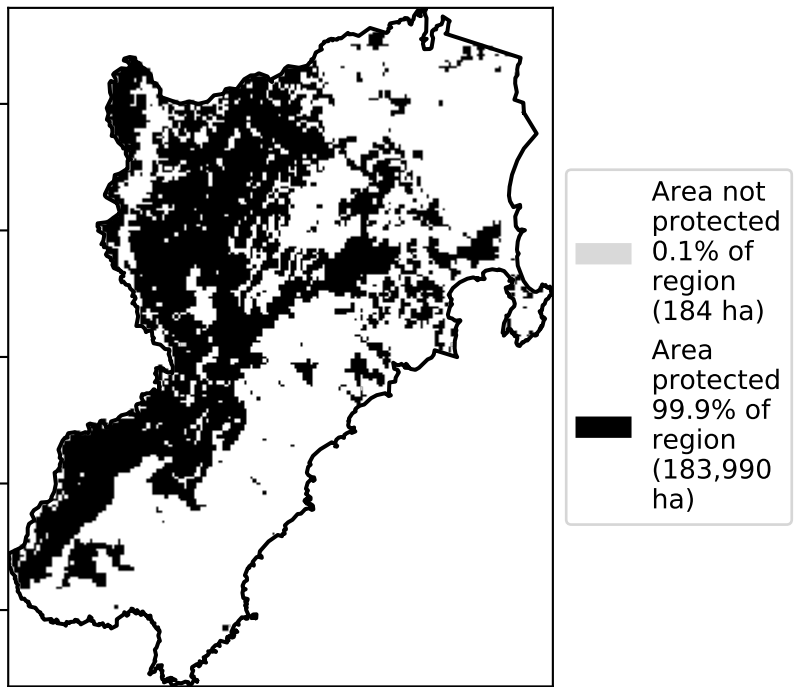 Area not
protected
0.1% of
region
(184 ha)
Area
protected
99.9% of
region
(183,990
ha)